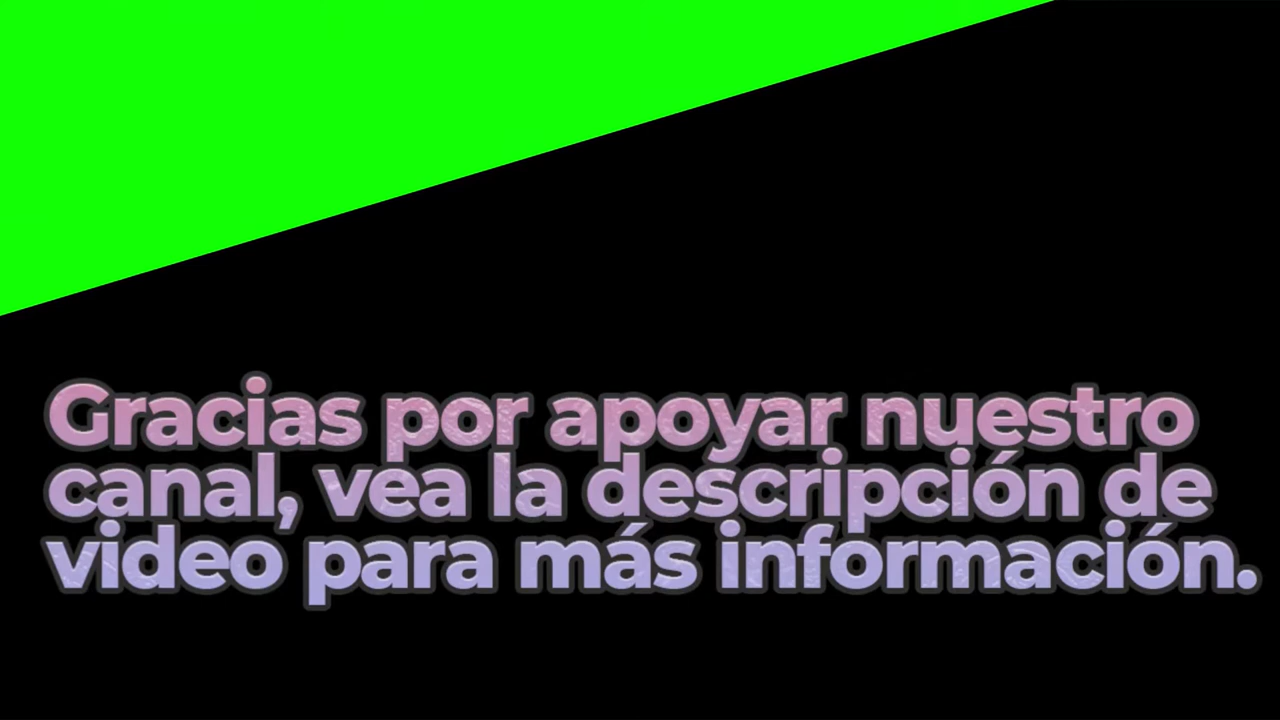 Gracias por apoyar nuestro
canal, vea la descripción de
video para más información.